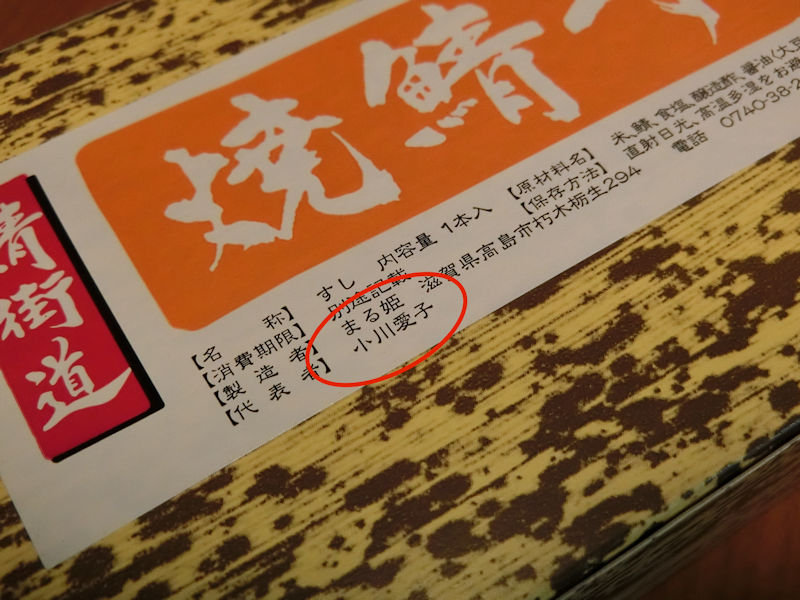 焼鯖
鯖街道
【名称】 すし 内容量 1本入 【原材料名】 米、鯖、食塩、醸造酢、醤油(大豆
【消費期限】 別途記載 【保存方法】 直射日光、高温多湿をお避
【製造者】 まる姫 滋賀県高島市朽木栃生294 電話 0740-38-2
【代表者】 小川愛子